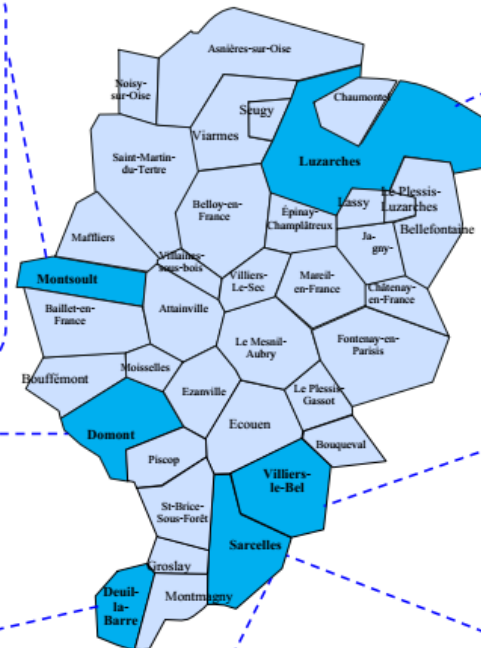 Asnières-sur-Oise
Noisy-
sur-Oise
Seugy
Chaumontel
Viarmes
Luzarches
Saint-Martin-
du-Tertre
Belloy-en-
France
Lassy
Le Plessis-
Luzarches
Épinay-
Champlâtreux
Bellefontaine
Maffliers
Ja-
gny-
Villaines-
sous-bois
Montsoult
Villiers-
Le-Sec
Mareil-
en-France
Châtenay-
en-France
Baillet-en-
France
Attainville
Le Mesnil-
Aubry
Fontenay-en-
Parisis
Moisselles
Bouffémont
Ezanville
Le Plessis-
Gassot
Ecouen
Domont
Bouqueval
Piscop
Villiers-
le-Bel
St-Brice-
Sous-Forêt
Sarcelles
Groslay
Deuil-
la-
Barre
Montmagny